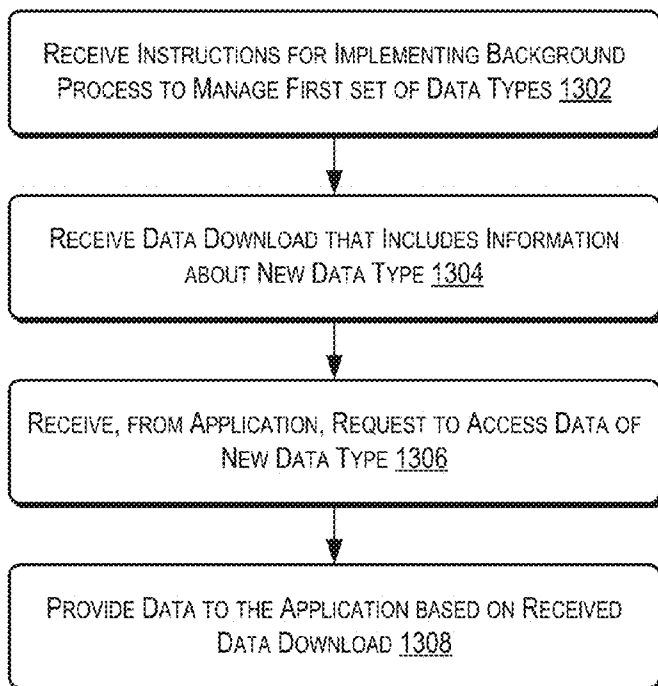 RECEIVE INSTRUCTIONS FOR IMPLEMENTING BACKGROUND
PROCESS TO MANAGE FIRST SET OF DATA TYPES 1302
RECEIVE DATA DOWNLOAD THAT INCLUDES INFORMATION
ABOUT NEW DATA TYPE 1304
RECEIVE, FROM APPLICATION, REQUEST TO ACCESS DATA OF
NEW DATA TYPE 1306
PROVIDE DATA TO THE APPLICATION BASED ON RECEIVED
DATA DOWNLOAD 1308